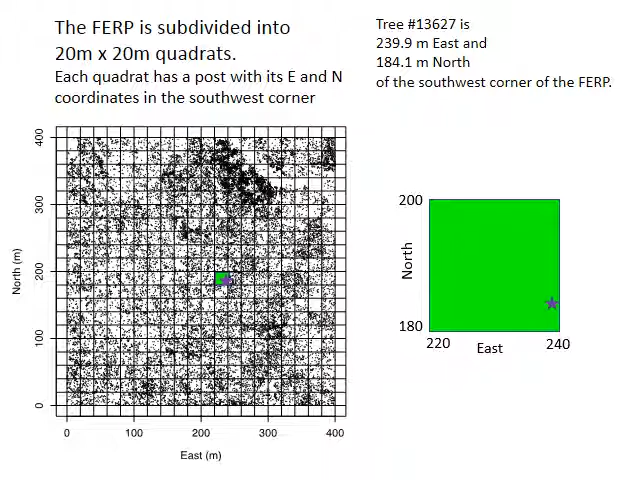 The FERP is subdivided into
20m x 20m quadrats.
Each quadrat has a post with its E and N
coordinates in the southwest corner
Tree #13627 is
239.9 m East and
184.1 m North
of the southwest corner of the FERP.
400
300
200
100
0
North (m)
0 100 200 300 400
East (m)
200
North
180
220 East 240